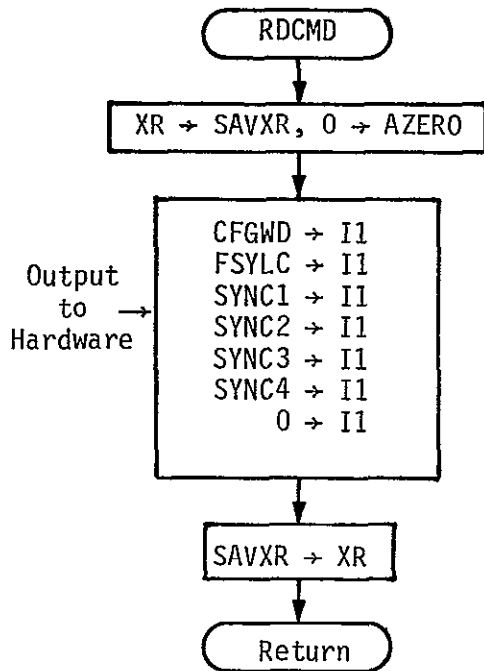 RDCMD
XR → SAVXR, 0 → AZERO
Output
to →
Hardware
CFGWD → I1
FSYLC → I1
SYNC1 → I1
SYNC2 → I1
SYNC3 → I1
SYNC4 → I1
0 → I1
SAVXR → XR
Return